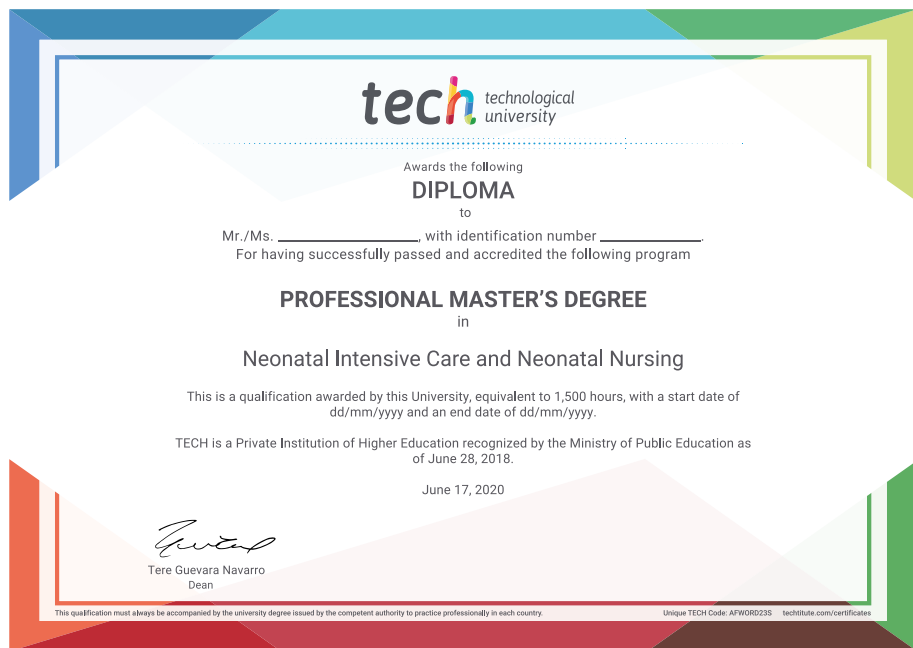 tech technological
university
Awards the following
DIPLOMA
to
Mr./Ms. ____________________, with identification number ______________.
For having successfully passed and accredited the following program
PROFESSIONAL MASTER'S DEGREE
in
Neonatal Intensive Care and Neonatal Nursing
This is a qualification awarded by this University, equivalent to 1,500 hours, with a start date of
dd/mm/yyyy and an end date of dd/mm/yyyy.
TECH is a Private Institution of Higher Education recognized by the Ministry of Public Education as
of June 28, 2018.
June 17, 2020
Tere Guevara Navarro
Dean
This qualification must always be accompanied by the university degree issued by the competent authority to practice professionally in each country. Unique TECH Code: AFWORD23S techtitute.com/certificates